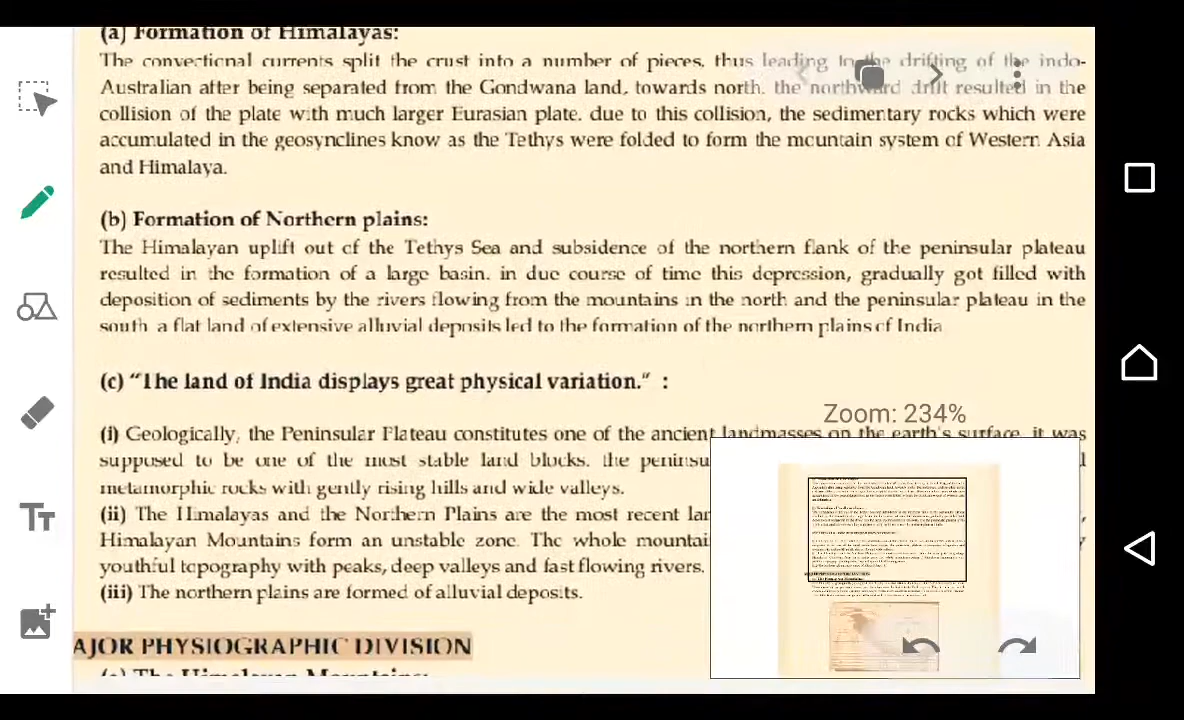 (a) Formation of Himalayas:
The convectional currents split the crust into a number of pieces, thus leading to the drifting of the indo-
Australian after being separated from the Gondwana land, towards north. the northward drift resulted in the
collision of the plate with much larger Eurasian plate. due to this collision, the sedimentary rocks which were
accumulated in the geosynclines know as the Tethys were folded to form the mountain system of Western Asia
and Himalaya.
(b) Formation of Northern plains:
The Himalayan uplift out of the Tethys Sea and subsidence of the northern flank of the peninsular plateau
resulted in the formation of a large basin. in due course of time this depression, gradually got filled with
deposition of sediments by the rivers flowing from the mountains in the north and the peninsular plateau in the
south a flat land of extensive alluvial deposits led to the formation of the northern plains of India
(c) “The land of India displays great physical variation.” :
Zoom: 234%
(i) Geologically, the Peninsular Plateau constitutes one of the ancient landmasses on the earth's surface. it was
supposed to be one of the most stable land blocks. the peninsu
metamorphic rocks with gently rising hills and wide valleys.
(ii) The Himalayas and the Northern Plains are the most recent lan
Himalayan Mountains form an unstable zone. The whole mountai
youthful topography with peaks, deep valleys and fast flowing rivers.
(iii) The northern plains are formed of alluvial deposits.
AJOR PHYSIOGRAPHIC DIVISION
(a) The Himalayan Mountains:
Tт